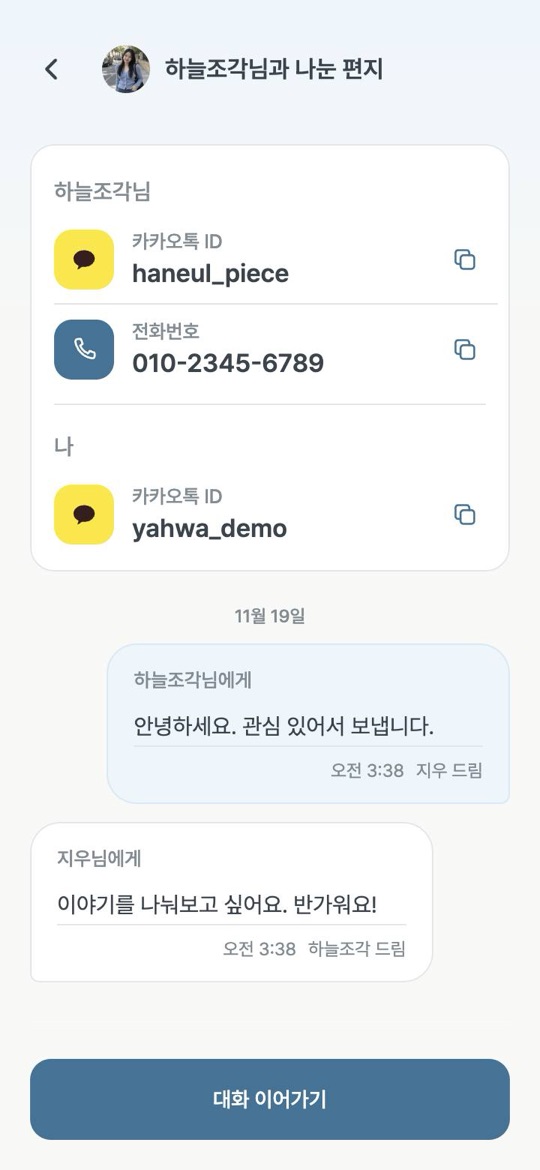 하늘조각님과 나눈 편지
하늘조각님
카카오톡 ID
haneul_piece
전화번호
010-2345-6789
나
카카오톡 ID
yahwa_demo
11월 19일
하늘조각님에게
안녕하세요. 관심 있어서 보냅니다.
오전 3:38 지우 드림
지우님에게
이야기를 나눠보고 싶어요. 반가워요!
오전 3:38 하늘조각 드림
대화 이어가기